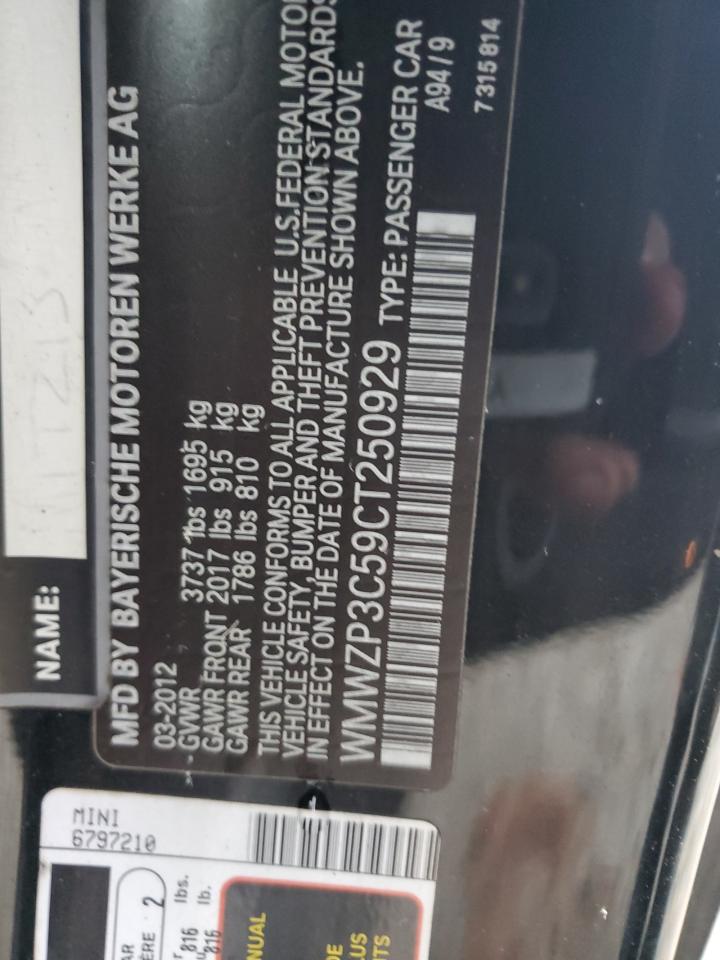 NAME:
MFD BY BAYERISCHE MOTOREN WERKE AG
03-2012
GVWR 3737 lbs 1695 kg
GAWR FRONT 2017 lbs 915 kg
GAWR REAR 1786 lbs 810 kg
THIS VEHICLE CONFORMS TO ALL APPLICABLE U.S. FEDERAL MOTOR
VEHICLE SAFETY, BUMPER AND THEFT PREVENTION STANDARDS
IN EFFECT ON THE DATE OF MANUFACTURE SHOWN ABOVE.
WMWZP3C59CT250929 TYPE: PASSENGER CAR
A94/9
7315814
MINI
6797210
2
816 lbs.
816 lb.